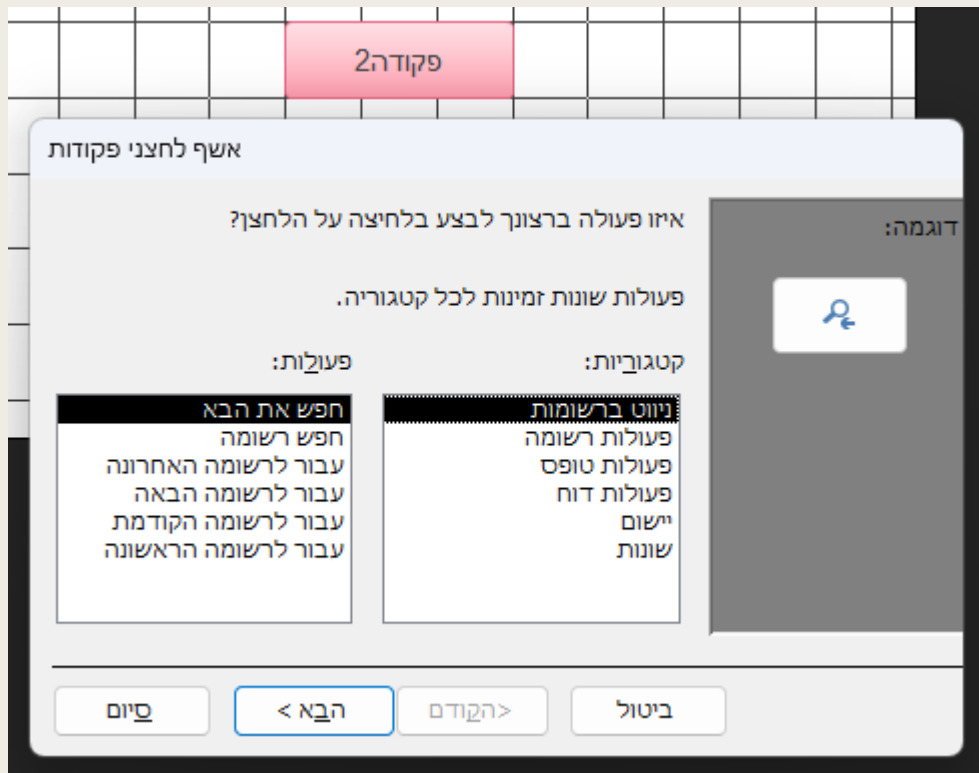 פקודה2
אשף לחצני פקודות
דוגמה:
איזו פעולה ברצונך לבצע בלחיצה על הלחצן?
פעולות שונות זמינות לכל קטגוריה.
קטגוריות:
ניווט ברשומות
פעולות רשומה
פעולות טופס
פעולות דוח
יישום
שונות
פעולות:
חפש את הבא
חפש רשומה
עבור לרשומה האחרונה
עבור לרשומה הבאה
עבור לרשומה הקודמת
עבור לרשומה הראשונה
ביטול
<הקודם
הבא >
סיום